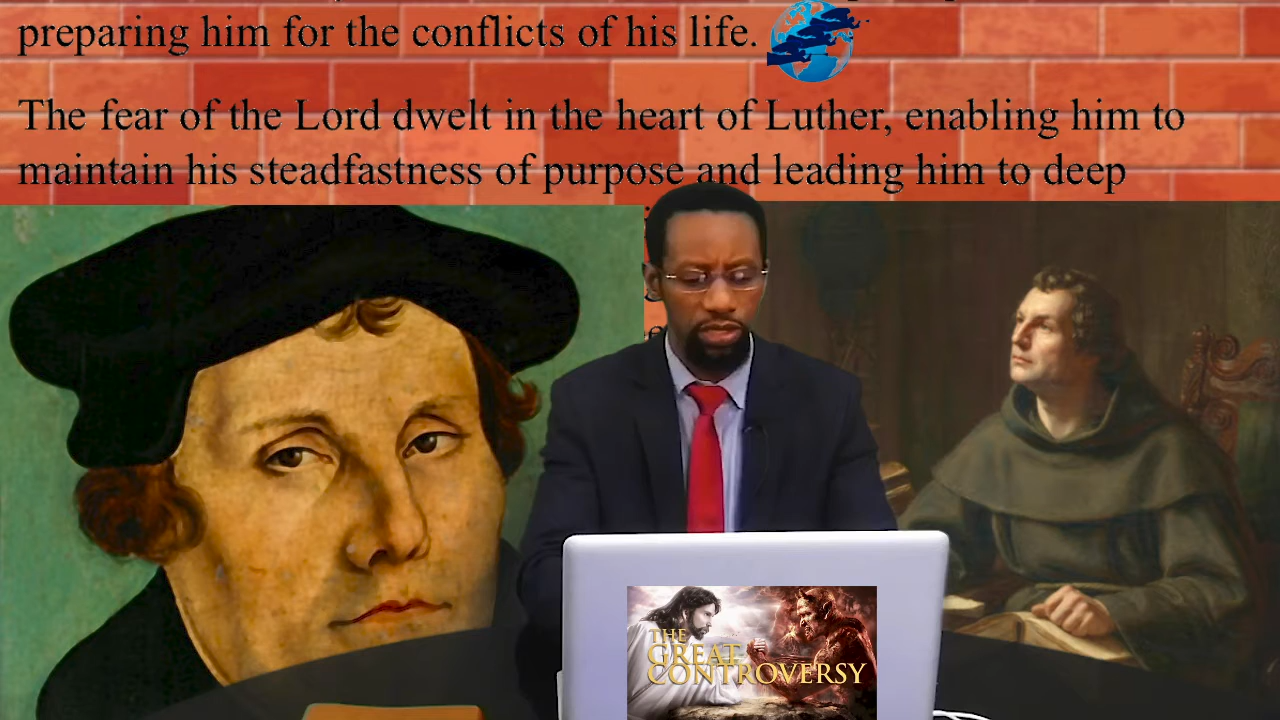 preparing him for the conflicts of his life.
The fear of the Lord dwelt in the heart of Luther, enabling him to
maintain his steadfastness of purpose and leading him to deep
THE
GREAT
CONTROVERSY